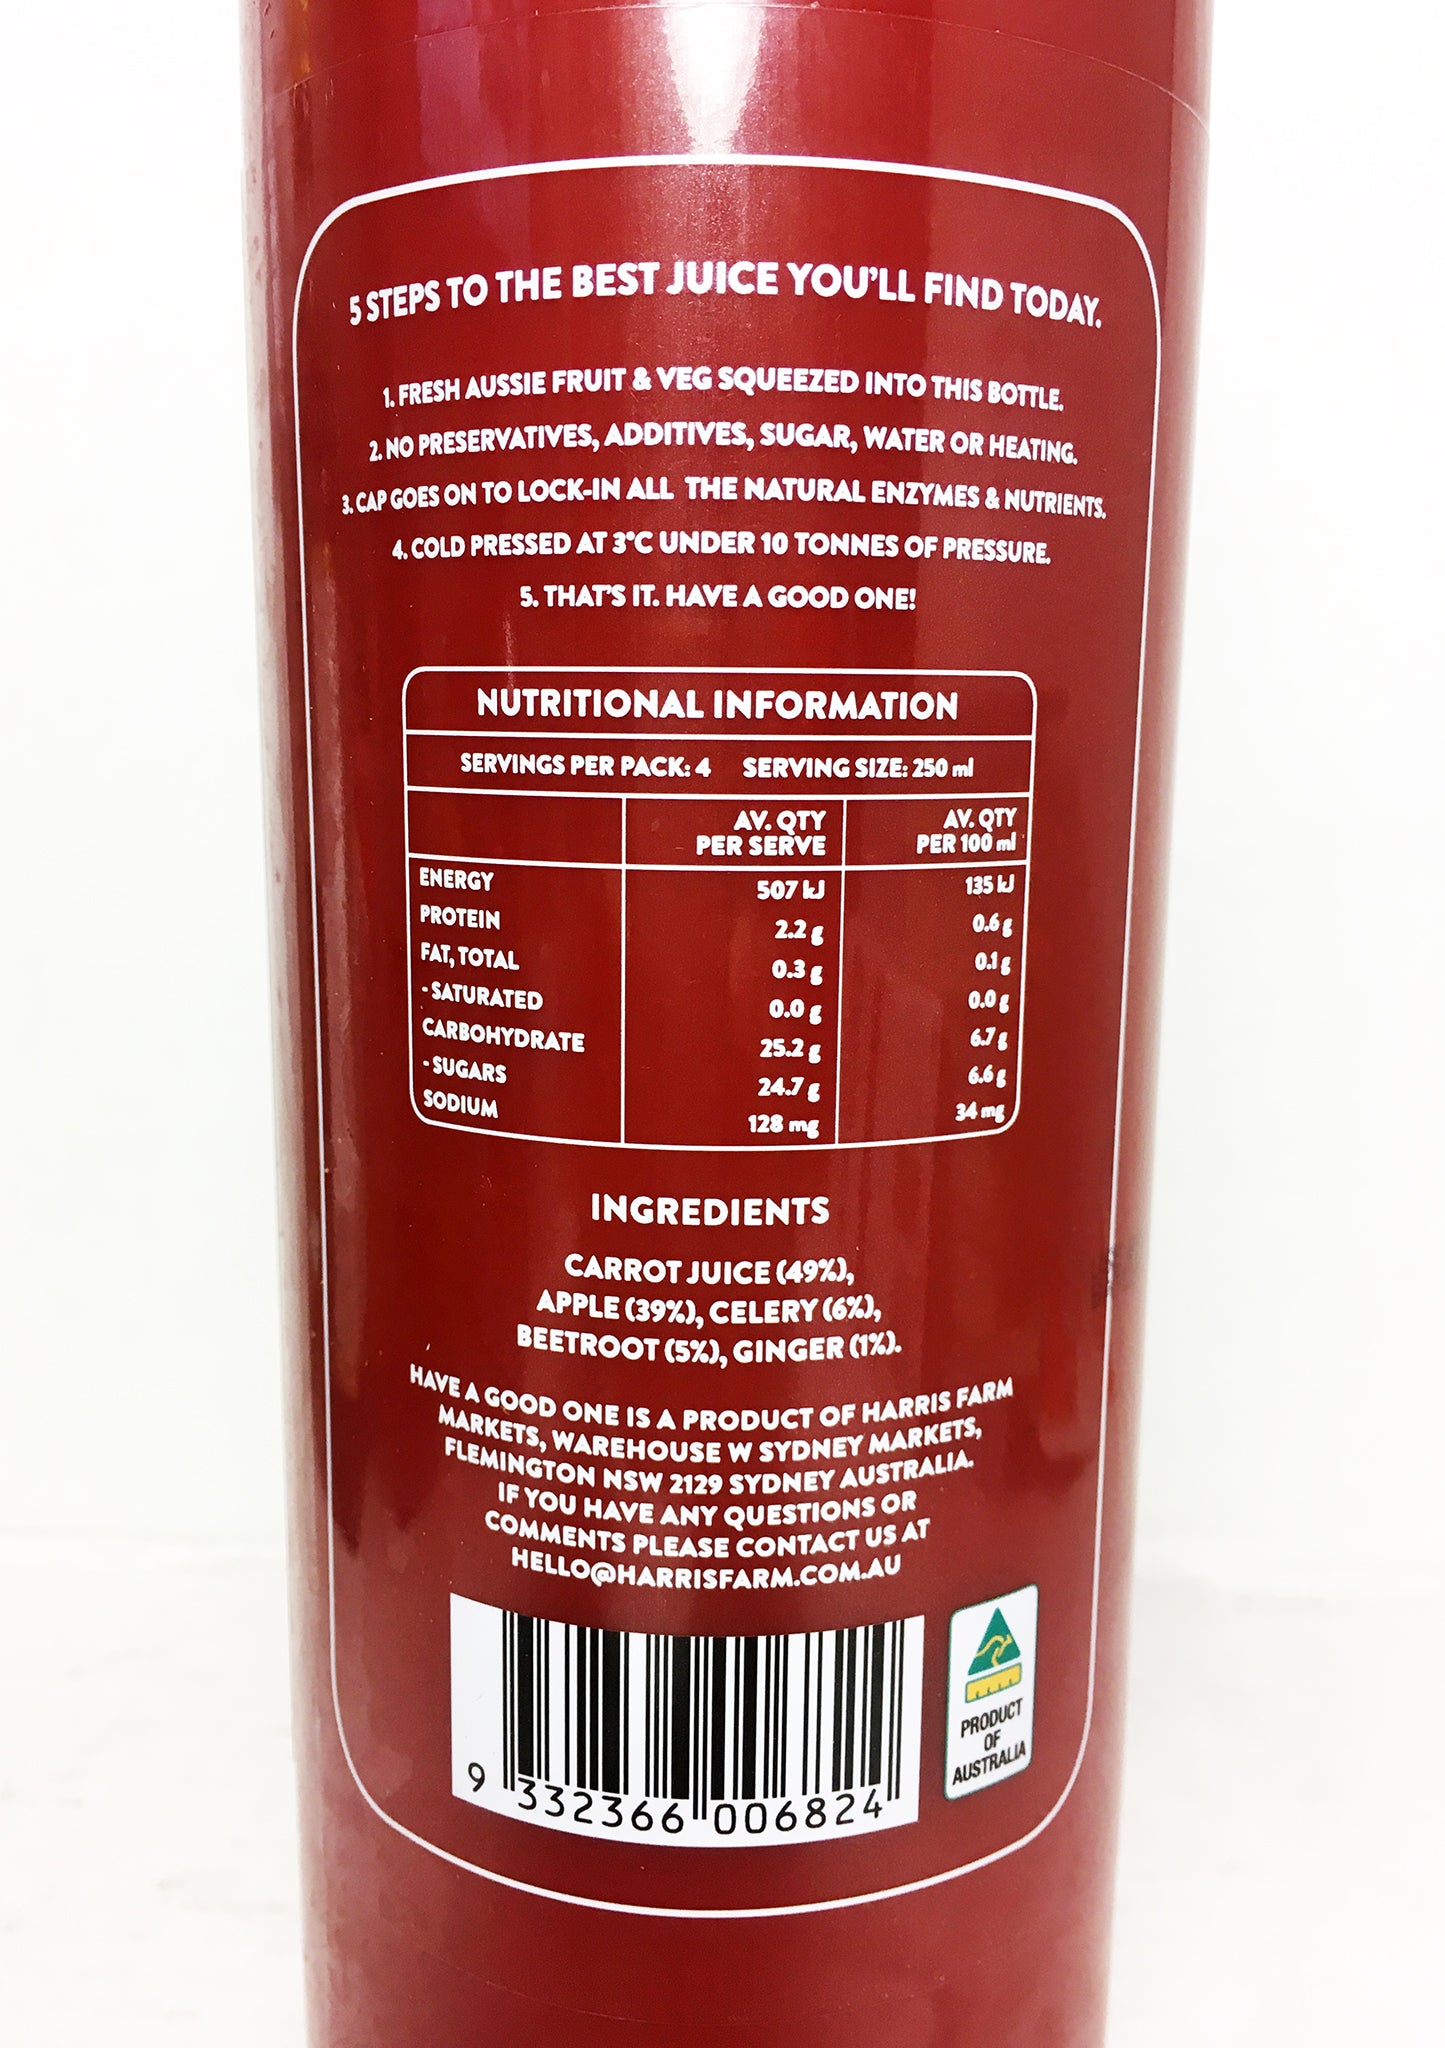 5 STEPS TO THE BEST JUICE YOU'LL FIND TODAY.
1. FRESH AUSSIE FRUIT & VEG SQUEEZED INTO THIS BOTTLE.
2. NO PRESERVATIVES, ADDITIVES, SUGAR, WATER OR HEATING.
3. CAP GOES ON TO LOCK-IN ALL THE NATURAL ENZYMES & NUTRIENTS.
4. COLD PRESSED AT 3°C UNDER 10 TONNES OF PRESSURE.
5. THAT'S IT. HAVE A GOOD ONE!
NUTRITIONAL INFORMATION
SERVINGS PER PACK: 4 SERVING SIZE: 250 ml
AV. QTY AV. QTY
PER SERVE PER 100 ml
ENERGY 507 kJ 135 kJ
PROTEIN 2.2 g 0.6 g
FAT, TOTAL 0.3 g 0.1 g
- SATURATED 0.0 g 0.0 g
CARBOHYDRATE 25.2 g 6.7 g
- SUGARS 24.7 g 6.6 g
SODIUM 128 mg 34 mg
INGREDIENTS
CARROT JUICE (49%),
APPLE (39%), CELERY (6%),
BEETROOT (5%), GINGER (1%).
HAVE A GOOD ONE IS A PRODUCT OF HARRIS FARM
MARKETS, WAREHOUSE W SYDNEY MARKETS,
FLEMINGTON NSW 2129 SYDNEY AUSTRALIA.
IF YOU HAVE ANY QUESTIONS OR
COMMENTS PLEASE CONTACT US AT
HELLO@HARRISFARM.COM.AU
9 332366 006824
PRODUCT
OF
AUSTRALIA